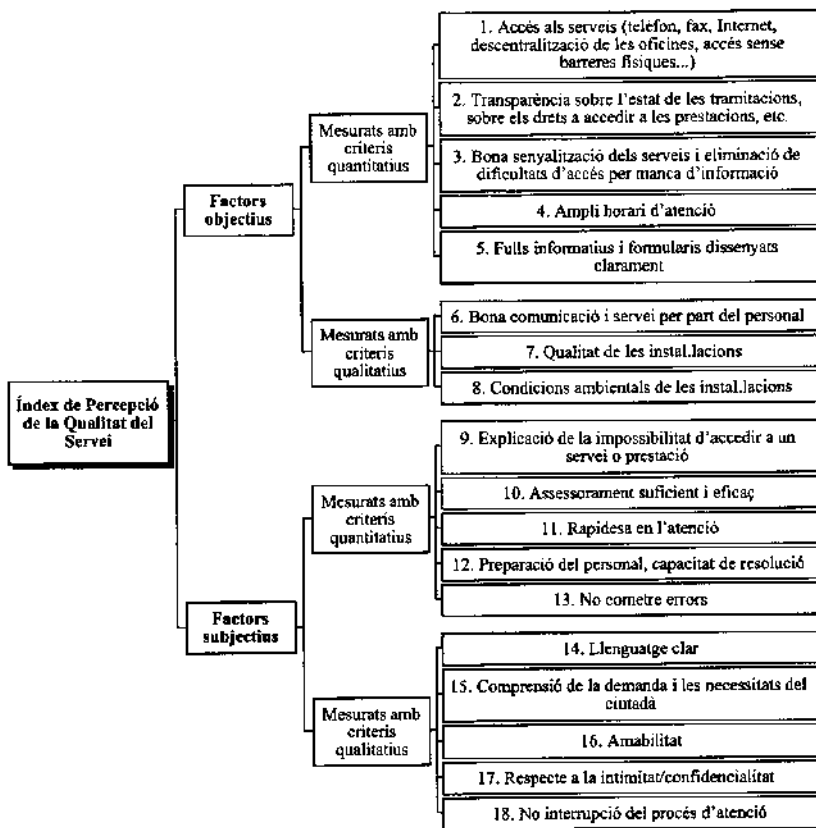 Índex de Percepció
de la Qualitat del
Servei
Factors
objectius
Mesurats amb
criteris
quantitatius
1. Accés als serveis (telèfon, fax, Internet,
descentralització de les oficines, accés sense
barreres físiques...)
2. Transparència sobre l'estat de les tramitacions,
sobre els drets a accedir a les prestacions, etc.
3. Bona senyalització dels serveis i eliminació de
dificultats d'accés per manca d'informació
4. Ampli horari d'atenció
5. Fulls informatius i formularis dissenyats
clarament
Mesurats amb
criteris
qualitatius
6. Bona comunicació i servei per part del personal
7. Qualitat de les instal.lacions
8. Condicions ambientals de les instal.lacions
Factors
subjectius
Mesurats amb
criteris
quantitatius
9. Explicació de la impossibilitat d'accedir a un
servei o prestació
10. Assessorament suficient i eficaç
11. Rapidesa en l'atenció
12. Preparació del personal, capacitat de resolució
13. No cometre errors
Mesurats amb
criteris
qualitatius
14. Llenguatge clar
15. Comprensió de la demanda i les necessitats del
ciutadà
16. Amabilitat
17. Respecte a la intimitat/confidencialitat
18. No interrupció del procés d'atenció